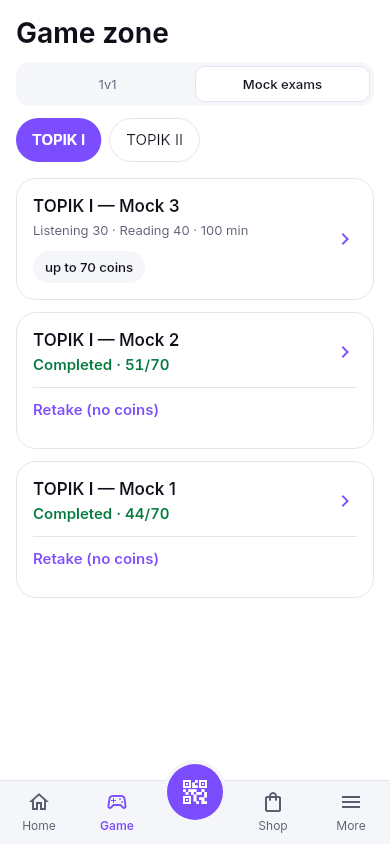 Game zone
1v1
Mock exams
TOPIK I
TOPIK II
TOPIK I — Mock 3
Listening 30 · Reading 40 · 100 min
up to 70 coins
TOPIK I — Mock 2
Completed · 51/70
Retake (no coins)
TOPIK I — Mock 1
Completed · 44/70
Retake (no coins)
Home
Game
Shop
More